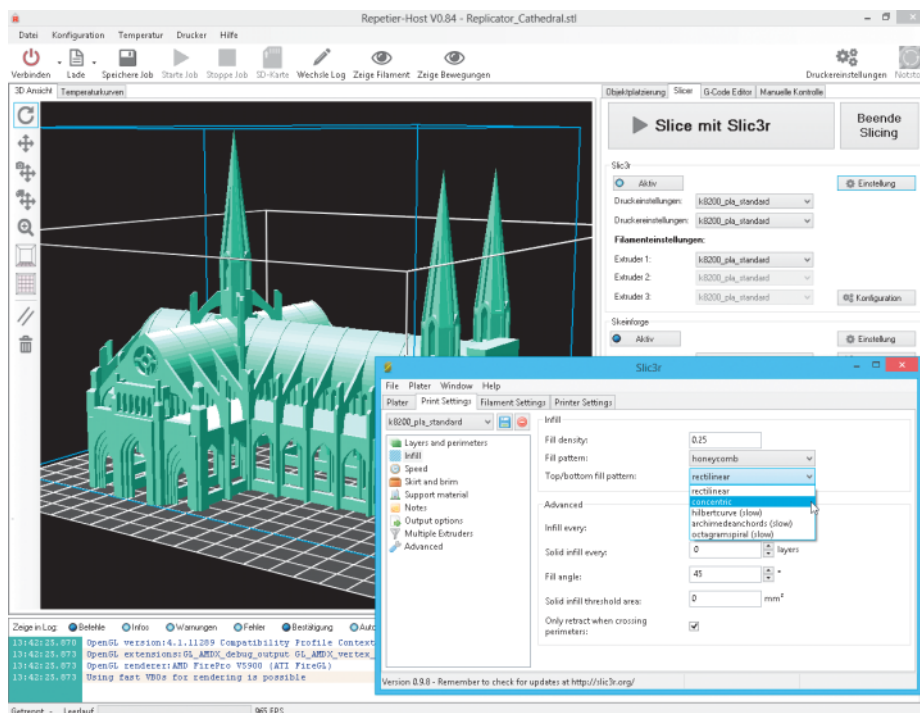 Repetier-Host V0.84 - Replicator_Cathedral.stl
Datei Konfiguration Temperatur Drucker Hilfe
Verbinden Lade Speichere Job Starte Job Stoppe Job SD-Karte Wechsle Log Zeige Filament Zeige Bewegungen Druckereinstellungen Notsto
3D Ansicht Temperaturkurven
Objektplatzierung Slicer G-Code Editor Manuelle Kontrolle
Slice mit Slic3r
Beende Slicing
Slic3r
Aktiv Einstellung
Druckeinstellungen: k8200_pla_standard
Druckereinstellungen: k8200_pla_standard
Filamenteinstellungen:
Extruder 1: k8200_pla_standard
Extruder 2: k8200_pla_standard
Extruder 3: k8200_pla_standard Konfiguration
Skeinforge
Aktiv Einstellung
Slic3r
File Plater Window Help
Plater Print Settings Filament Settings Printer Settings
k8200_pla_standard
Layers and perimeters
Infill
Speed
Skirt and brim
Support material
Notes
Output options
Multiple Extruders
Advanced
Infill
Fill density: 0.25
Fill pattern: honeycomb
Top/bottom fill pattern: rectilinear
rectilinear
concentric
hilbertcurve (slow)
archimedeanchords (slow)
octagramspiral (slow)
Advanced
Infill every:
Solid infill every: 0 layers
Fill angle: 45 °
Solid infill threshold area: 0 mm²
Only retract when crossing
perimeters:
Version 0.9.8 - Remember to check for updates at http://slic3r.org/
Zeige in Log: Befehle Infos Warnungen Fehler Bestätigung Auto
13:42:25.870 OpenGL version:4.1.11289 Compatibility Profile Context
13:42:25.873 OpenGL extensions:GL_AMDX_debug_output GL_AMDX_vertex_
13:42:25.873 OpenGL renderer:AMD FirePro V5900 (ATI FireGL)
13:42:25.873 Using fast VBOs for rendering is possible
Getrennt - Leerlauf 965 FPS